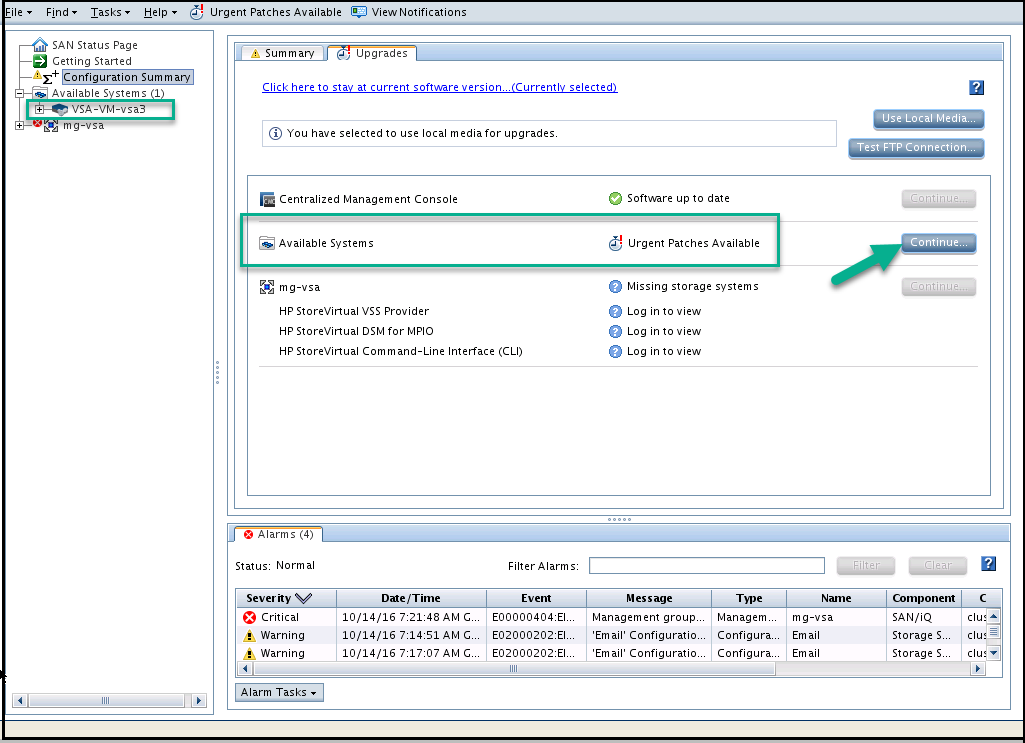 File Find Tasks Help Urgent Patches Available View Notifications
SAN Status Page
Getting Started
Configuration Summary
Available Systems (1)
VSA-VM-vsa3
mg-vsa
Summary Upgrades
Click here to stay at current software version...(Currently selected)
You have selected to use local media for upgrades.
Use Local Media...
Test FTP Connection...
Centralized Management Console Software up to date Continue...
Available Systems Urgent Patches Available Continue...
mg-vsa Missing storage systems Continue...
HP StoreVirtual VSS Provider Log in to view
HP StoreVirtual DSM for MPIO Log in to view
HP StoreVirtual Command-Line Interface (CLI) Log in to view
Alarms (4)
Status: Normal Filter Alarms: Filter Clear
Severity Date/Time Event Message Type Name Component C
Critical 10/14/16 7:21:48 AM G... E00000404:El... Management group... Managem... mg-vsa SAN/iQ clus
Warning 10/14/16 7:14:51 AM G... E02000202:El... 'Email' Configuratio... Configura... Email Storage S... clus
Warning 10/14/16 7:17:07 AM G... E02000202:El... 'Email' Configuratio... Configura... Email Storage S... clus
Alarm Tasks